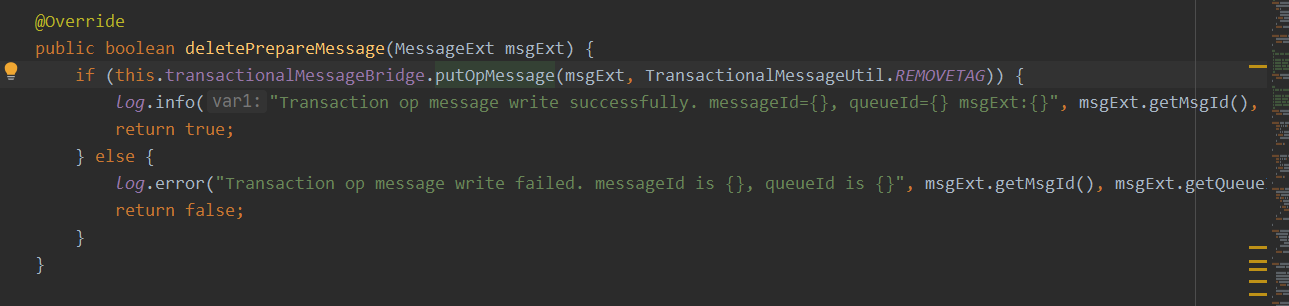 @Override
public boolean deletePrepareMessage(MessageExt msgExt) {
if (this.transactionalMessageBridge.putOpMessage(msgExt, TransactionalMessageUtil.REMOVETAG)) {
log.info( var1: "Transaction op message write successfully. messageId={}, queueId={} msgExt:{}", msgExt.getMsgId(),
return true;
} else {
log.error("Transaction op message write failed. messageId is {}, queueId is {}", msgExt.getMsgId(), msgExt.getQueue
return false;
}
}